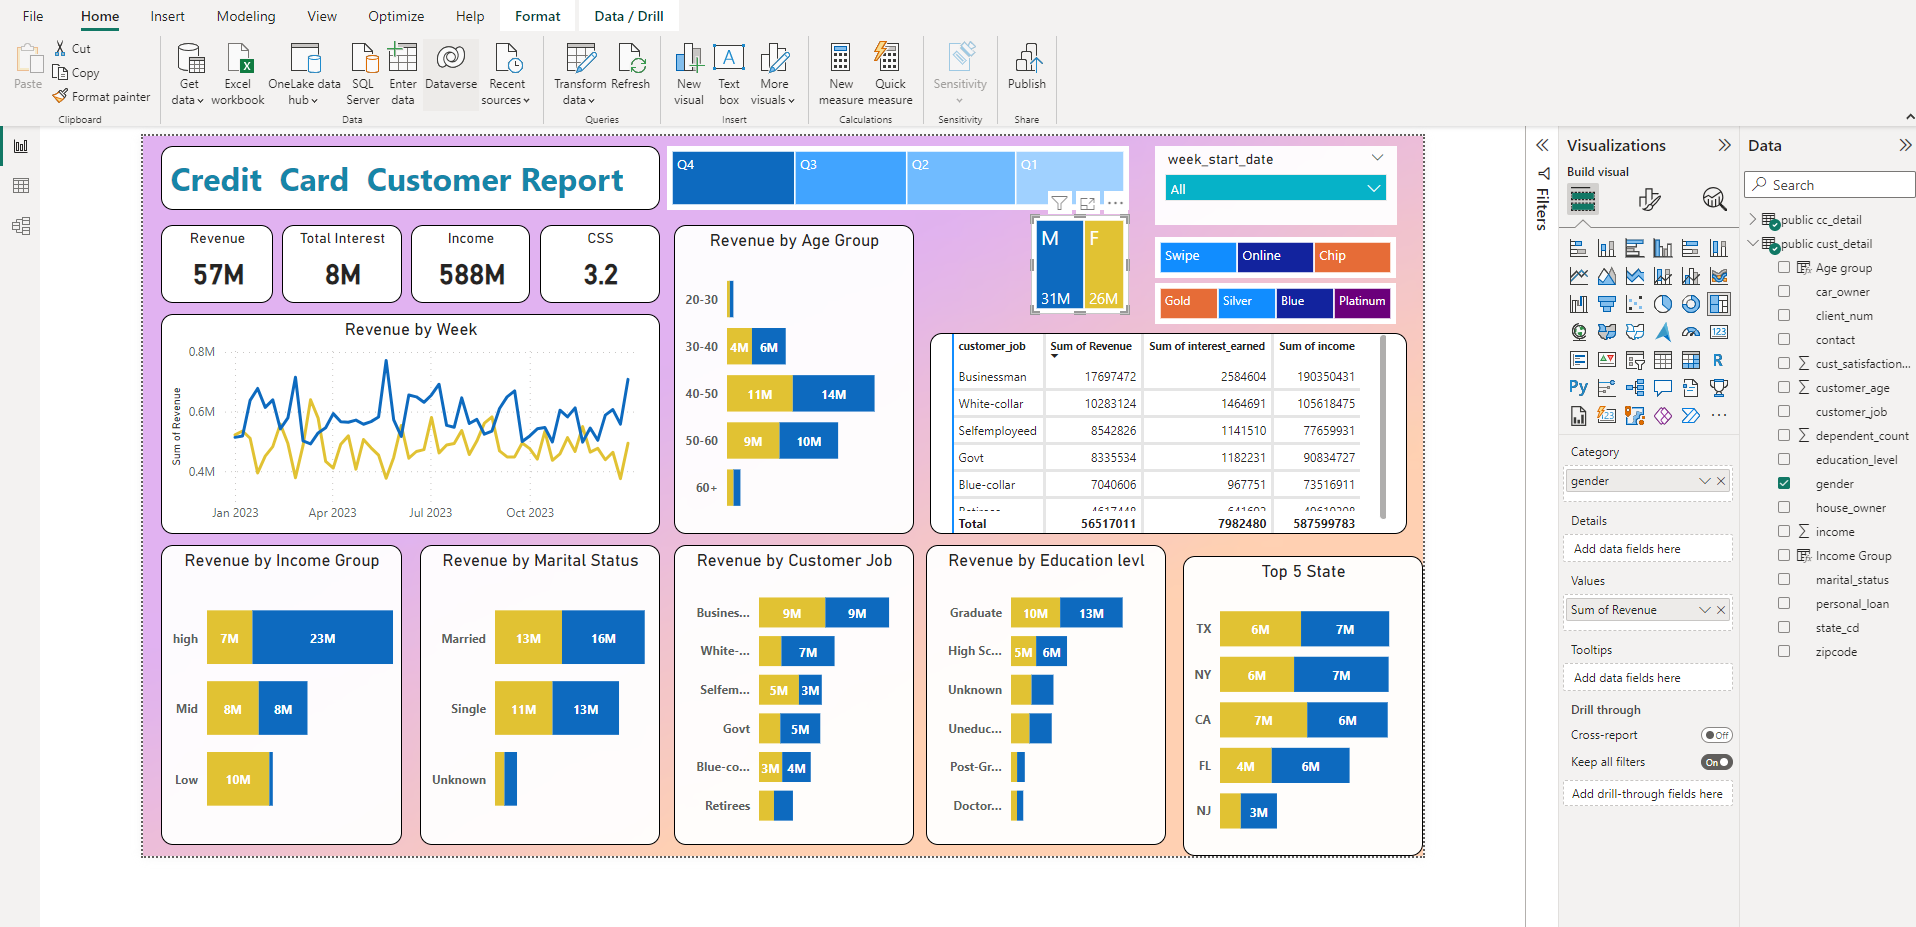 File Home Insert Modeling View Optimize Help Format Data / Drill
Paste
Cut
Copy
Format painter
Clipboard
Get data
Excel workbook
OneLake data hub
SQL Server
Enter data
Dataverse
Recent sources
Data
Transform data
Refresh
Queries
New visual
Text box
More visuals
Insert
New measure
Quick measure
Calculations
Sensitivity
Sensitivity
Publish
Share
Credit Card Customer Report
Q4 Q3 Q2 Q1
week_start_date
All
Revenue
57M
Total Interest
8M
Income
588M
CSS
3.2
M F
31M 26M
Swipe Online Chip
Gold Silver Blue Platinum
Revenue by Week
Sum of Revenue
0.8M
0.6M
0.4M
Jan 2023 Apr 2023 Jul 2023 Oct 2023
Revenue by Age Group
20-30
30-40 4M 6M
40-50 11M 14M
50-60 9M 10M
60+
customer_job Sum of Revenue Sum of interest_earned Sum of income
Businessman 17697472 2584604 190350431
White-collar 10283124 1464691 105618475
Selfemployeed 8542826 1141510 77659931
Govt 8335534 1182231 90834727
Blue-collar 7040606 967751 73516911
Total 56517011 7982480 587599783
Revenue by Income Group
high 7M 23M
Mid 8M 8M
Low 10M
Revenue by Marital Status
Married 13M 16M
Single 11M 13M
Unknown
Revenue by Customer Job
Busines... 9M 9M
White-... 7M
Selfem... 5M 3M
Govt 5M
Blue-co... 3M 4M
Retirees
Revenue by Education levl
Graduate 10M 13M
High Sc... 5M 6M
Unknown
Uneduc...
Post-Gr...
Doctor...
Top 5 State
TX 6M 7M
NY 6M 7M
CA 7M 6M
FL 4M 6M
NJ 3M
Filters
Visualizations
Build visual
123
R
Py
123
Category
gender
Details
Add data fields here
Values
Sum of Revenue
Tooltips
Add data fields here
Drill through
Cross-report Off
Keep all filters On
Add drill-through fields here
Data
Search
public cc_detail
public cust_detail
Age group
car_owner
client_num
contact
cust_satisfaction...
customer_age
customer_job
dependent_count
education_level
gender
house_owner
income
Income Group
marital_status
personal_loan
state_cd
zipcode